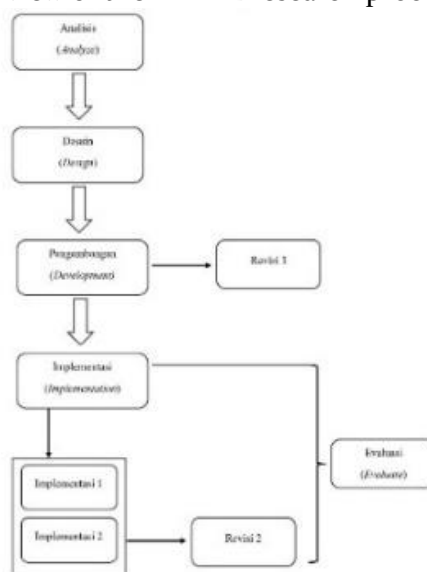 Analisis
(Analyze)
Desain
(Design)
Pengembangan
(Development)
Revisi 1
Implementasi
(Implementation)
Implementasi 1
Implementasi 2
Revisi 2
Evaluasi
(Evaluate)